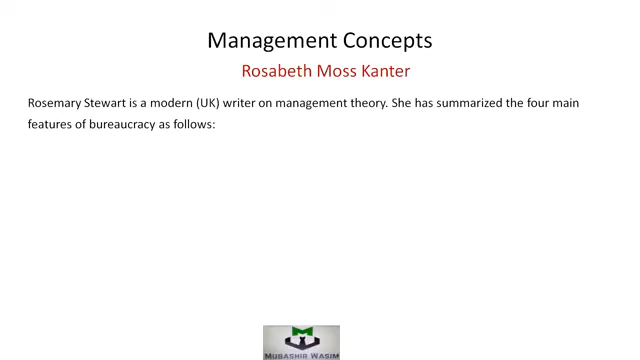 Management Concepts
Rosabeth Moss Kanter
Rosemary Stewart is a modern (UK) writer on management theory. She has summarized the four main
features of bureaucracy as follows:
MUBASHIR WASIM